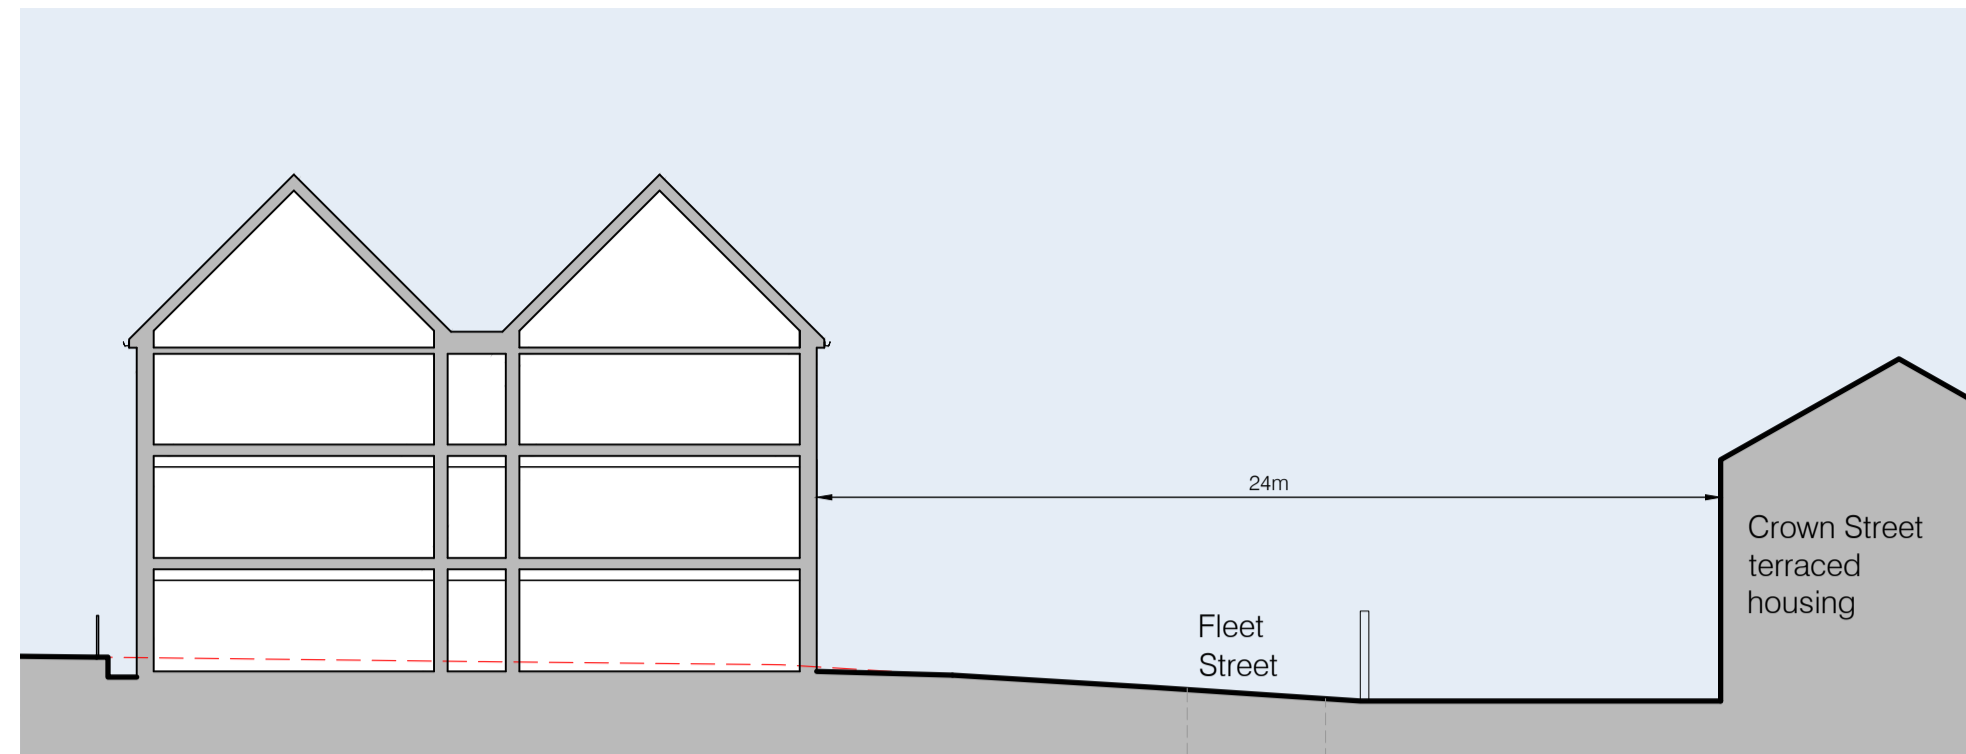 24m
Crown Street
terraced
housing
Fleet
Street